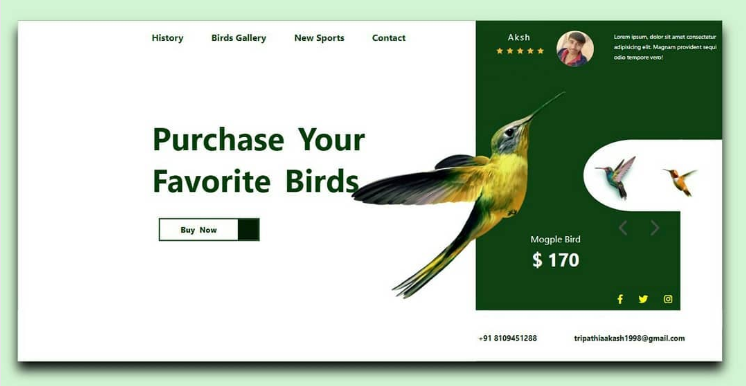 History
Birds Gallery
New Sports
Contact
Aksh
Lorem ipsum, dolor sit amet consectetur
adipisicing elit. Magnam provident sequi
odio tempore vero!
Purchase Your
Favorite Birds
Buy Now
Mogple Bird
$ 170
+91 8109451288
tripathiaakash1998@gmail.com